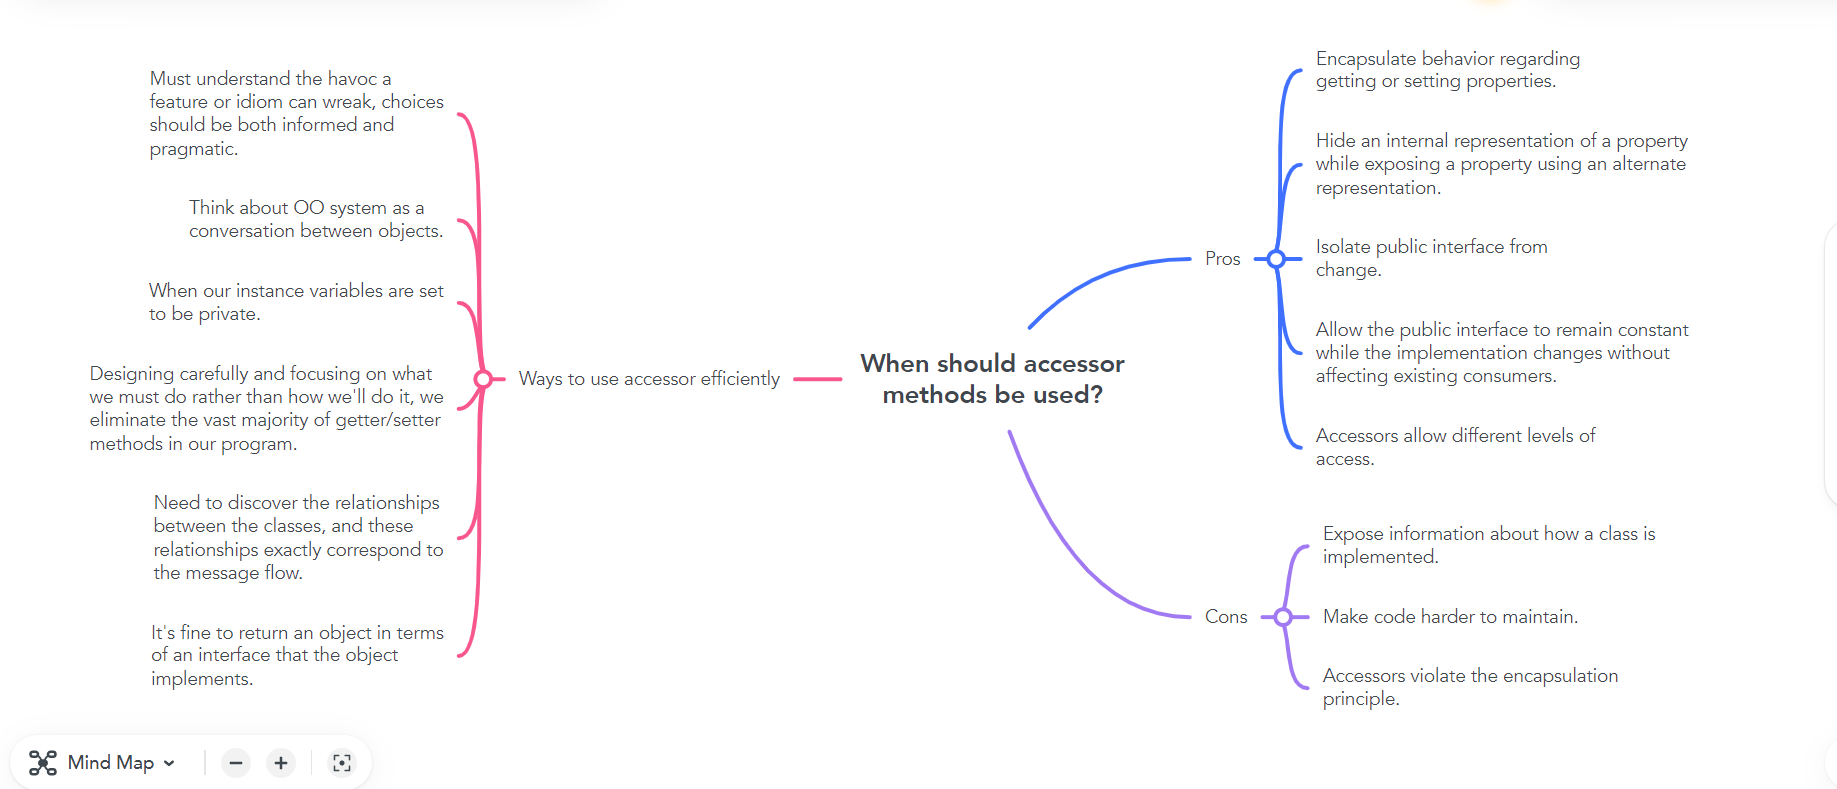 Must understand the havoc a
feature or idiom can wreak, choices
should be both informed and
pragmatic.
Think about OO system as a
conversation between objects.
When our instance variables are set
to be private.
Designing carefully and focusing on what
we must do rather than how we'll do it, we
eliminate the vast majority of getter/setter
methods in our program.
Need to discover the relationships
between the classes, and these
relationships exactly correspond to
the message flow.
It's fine to return an object in terms
of an interface that the object
implements.
Ways to use accessor efficiently
When should accessor
methods be used?
Pros
Encapsulate behavior regarding
getting or setting properties.
Hide an internal representation of a property
while exposing a property using an alternate
representation.
Isolate public interface from
change.
Allow the public interface to remain constant
while the implementation changes without
affecting existing consumers.
Accessors allow different levels of
access.
Cons
Expose information about how a class is
implemented.
Make code harder to maintain.
Accessors violate the encapsulation
principle.
Mind Map